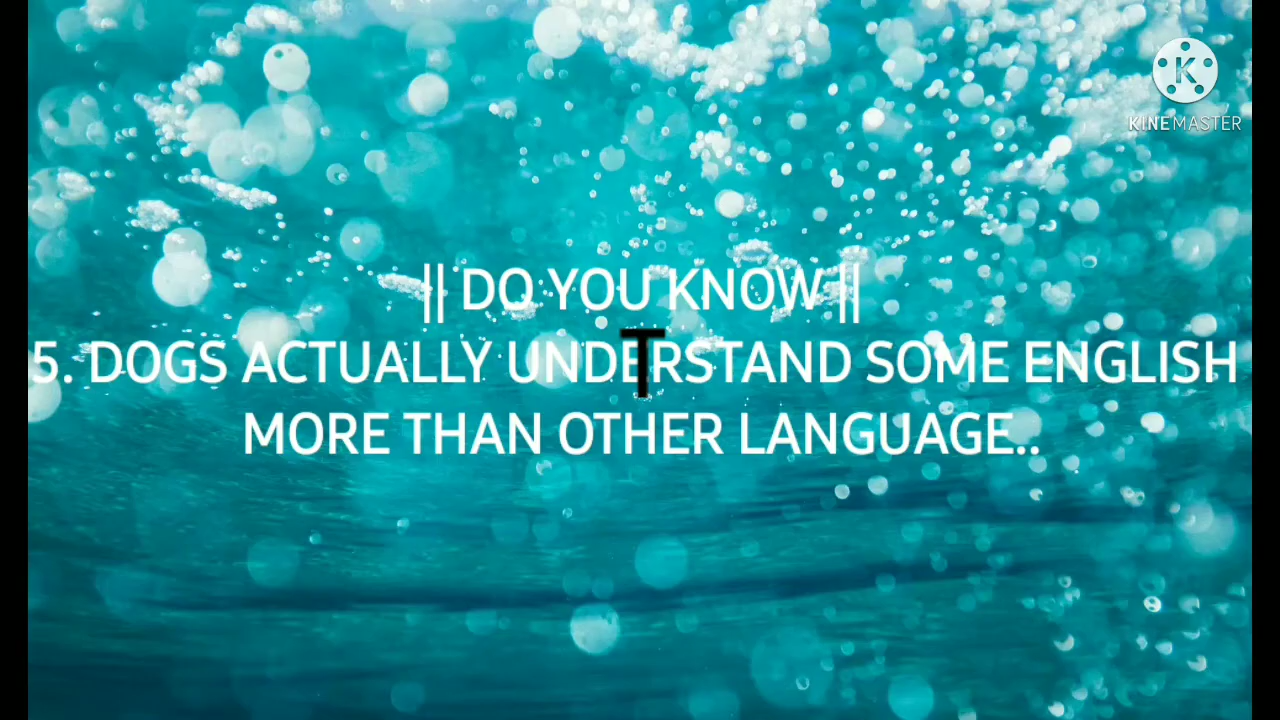 K
KINEMASTER
|| DO YOU KNOW ||
T
5. DOGS ACTUALLY UNDERSTAND SOME ENGLISH
MORE THAN OTHER LANGUAGE..